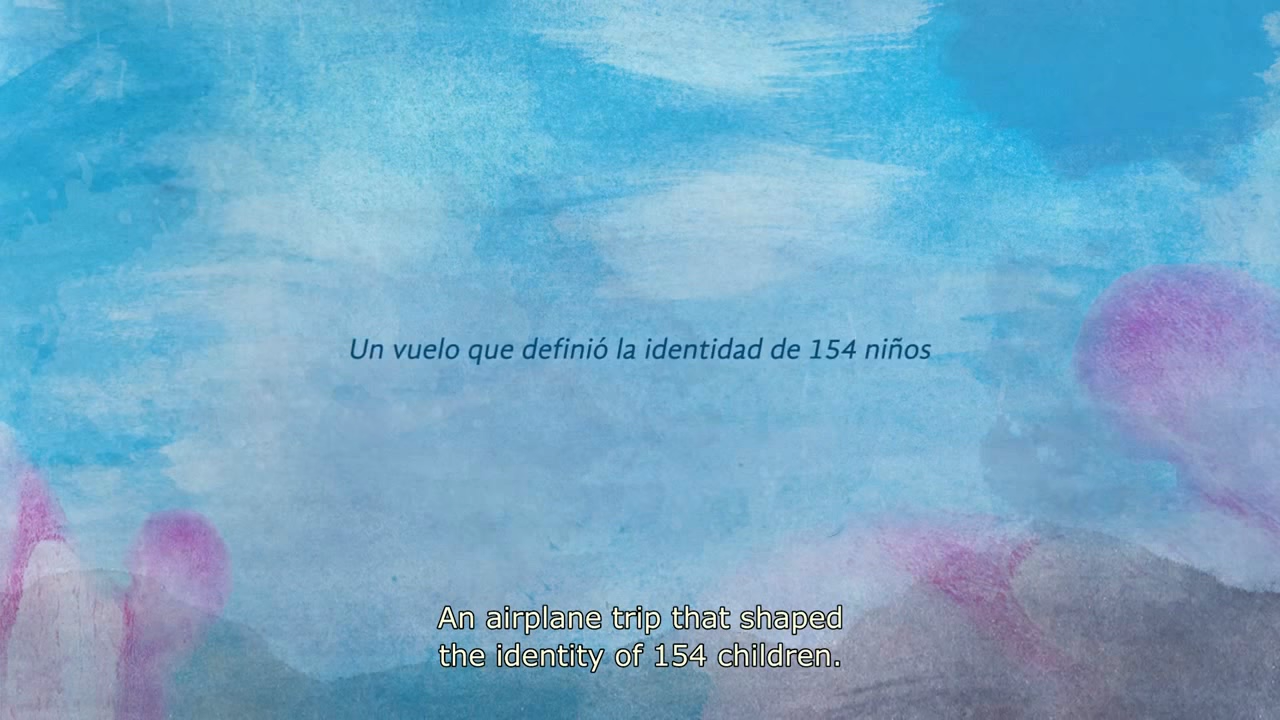 Un vuelo que definió la identidad de 154 niños
An airplane trip that shaped
the identity of 154 children.